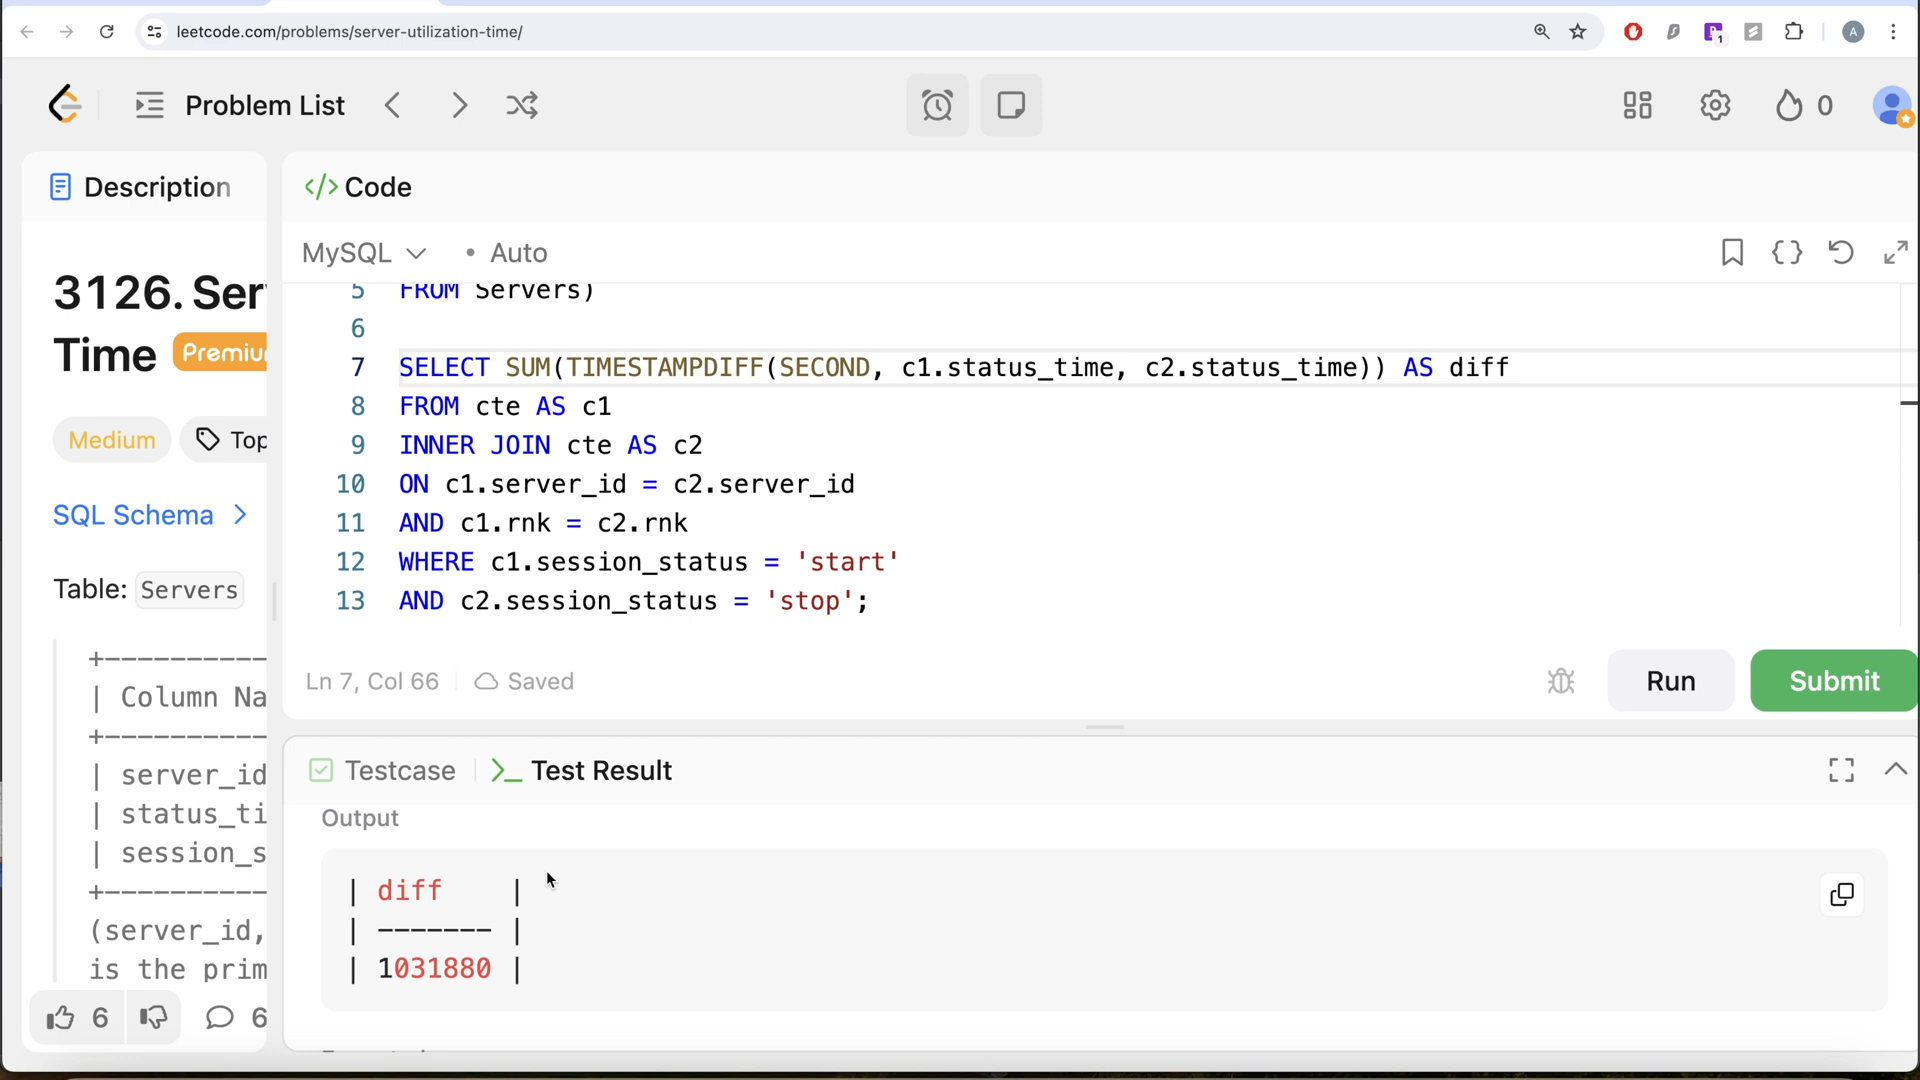 leetcode.com/problems/server-utilization-time/
1
A
Problem List
0
Description
</> Code
MySQL
• Auto
3126. Ser
Time
Premiu
Medium
Top
SQL Schema >
Table: Servers
+-----------
| Column Na
+-----------
| server_id
| status_ti
| session_s
+-----------
(server_id,
is the prim
6
6
5 FROM Servers)
6
7 SELECT SUM(TIMESTAMPDIFF(SECOND, c1.status_time, c2.status_time)) AS diff
8 FROM cte AS c1
9 INNER JOIN cte AS c2
10 ON c1.server_id = c2.server_id
11 AND c1.rnk = c2.rnk
12 WHERE c1.session_status = 'start'
13 AND c2.session_status = 'stop';
Ln 7, Col 66
Saved
Run
Submit
Testcase
>_ Test Result
Output
| diff |
| ------- |
| 1031880 |